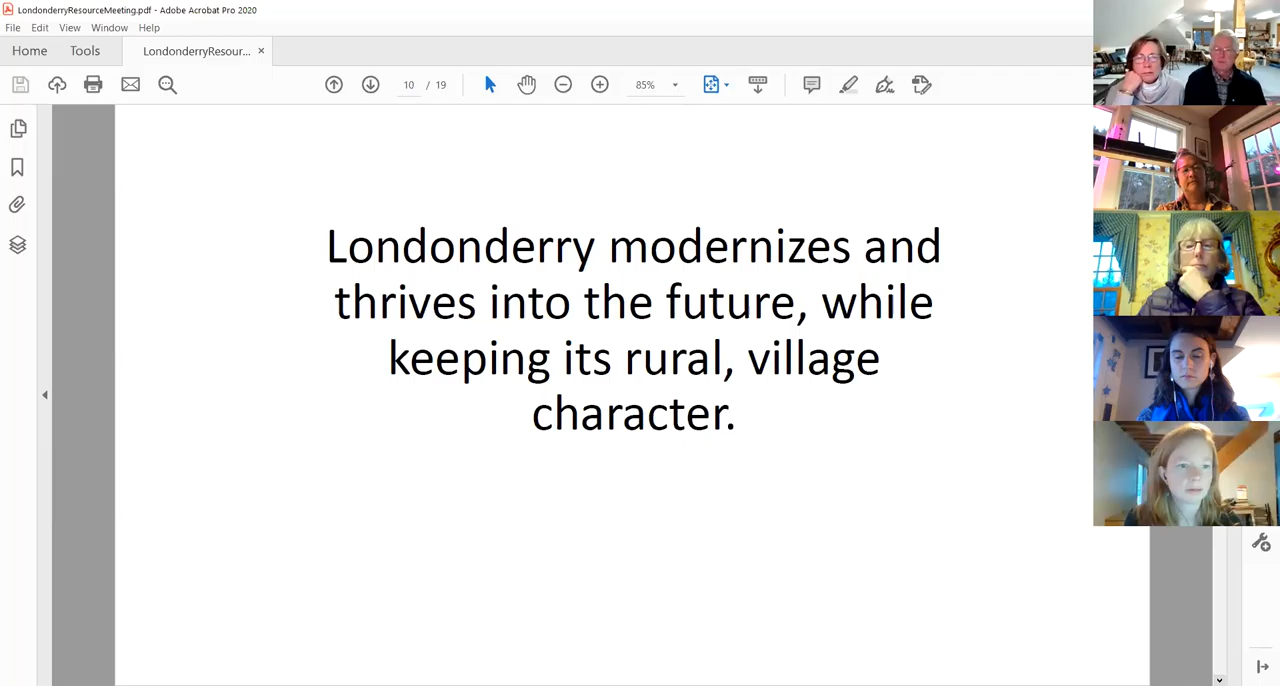 LondonderryResourceMeeting.pdf - Adobe Acrobat Pro 2020
File Edit View Window Help
Home Tools LondonderryResour... ×
10 / 19 85%
Londonderry modernizes and
thrives into the future, while
keeping its rural, village
character.